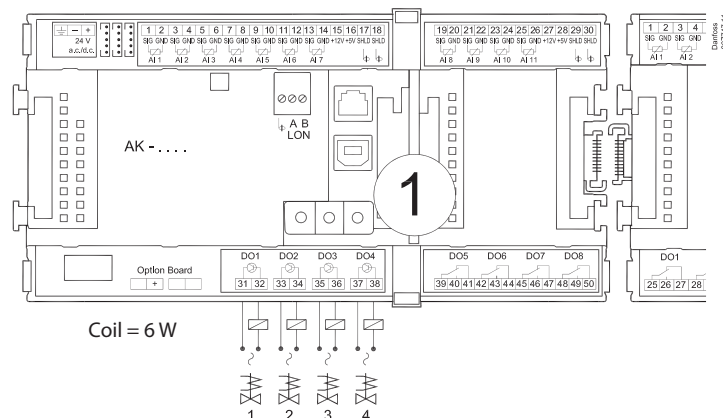 1 2 3 4 5 6 7 8 9 10 11 12 13 14 15 16 17 18
SIG GND SIG GND SIG GND SIG GND SIG GND SIG GND SIG GND +12V +5V SHLD SHLD
AI 1 AI 2 AI 3 AI 4 AI 5 AI 6 AI 7
− +
24 V
a.c./d.c.
19 20 21 22 23 24 25 26 27 28 29 30
SIG GND SIG GND SIG GND SIG GND +12V +5V SHLD SHLD
AI 8 AI 9 AI 10 AI 11
1 2 3 4
SIG GND SIG GND
AI 1 AI 2
Danfoss
A B
LON
AK - . . . .
1
Option Board
+
DO1 DO2 DO3 DO4
31 32 33 34 35 36 37 38
DO5 DO6 DO7 DO8
39 40 41 42 43 44 45 46 47 48 49 50
DO1
25 26 27 28
Coil = 6 W
1 2 3 4